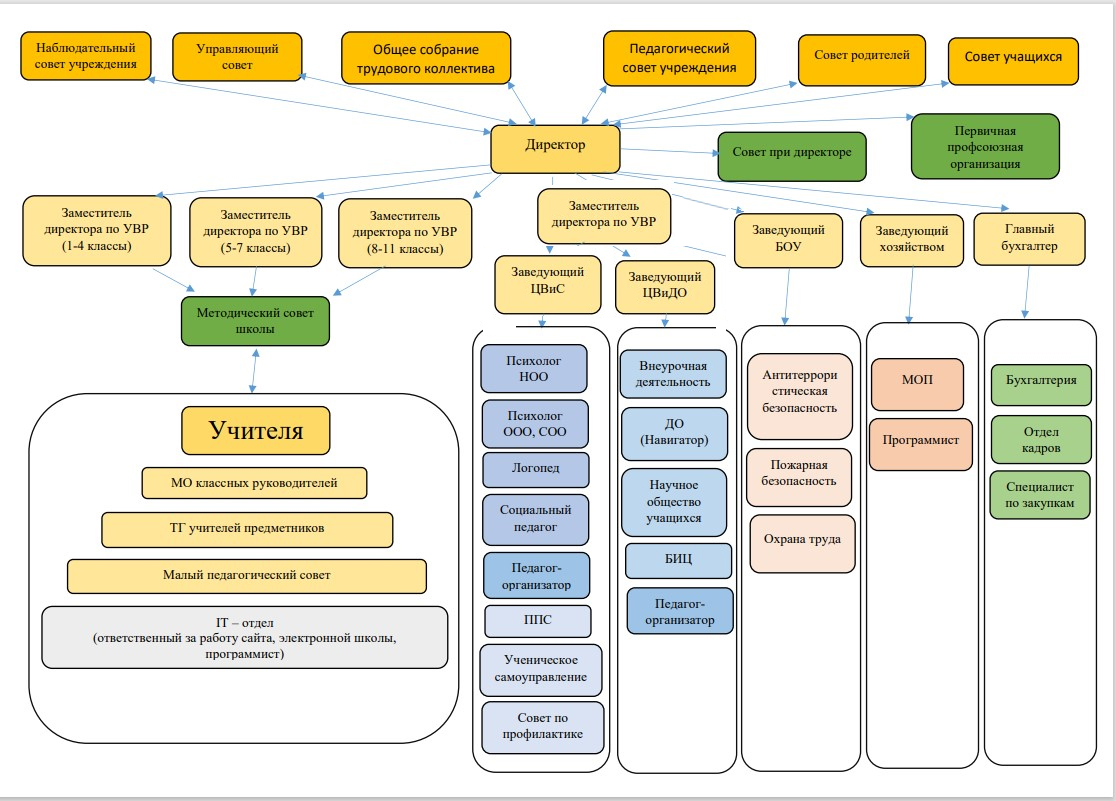 Наблюдательный
совет учреждения
Управляющий
совет
Общее собрание
трудового коллектива
Педагогический
совет учреждения
Совет родителей
Совет учащихся
Директор
Совет при директоре
Первичная
профсоюзная
организация
Заместитель
директора по УВР
(1-4 классы)
Заместитель
директора по УВР
(5-7 классы)
Заместитель
директора по УВР
(8-11 классы)
Заместитель
директора по УВР
Заведующий
БОУ
Заведующий
хозяйством
Главный
бухгалтер
Заведующий
ЦВиС
Заведующий
ЦВиДО
Методический совет
школы
Учителя
МО классных руководителей
ТГ учителей предметников
Малый педагогический совет
IT – отдел
(ответственный за работу сайта, электронной школы,
программист)
Психолог
НОО
Психолог
ООО, СОО
Логопед
Социальный
педагог
Педагог-
организатор
ППС
Ученическое
самоуправление
Совет по
профилактике
Внеурочная
деятельность
ДО
(Навигатор)
Научное
общество
учащихся
БИЦ
Педагог-
организатор
Антитеррори
стическая
безопасность
Пожарная
безопасность
Охрана труда
МОП
Программист
Бухгалтерия
Отдел
кадров
Специалист
по закупкам